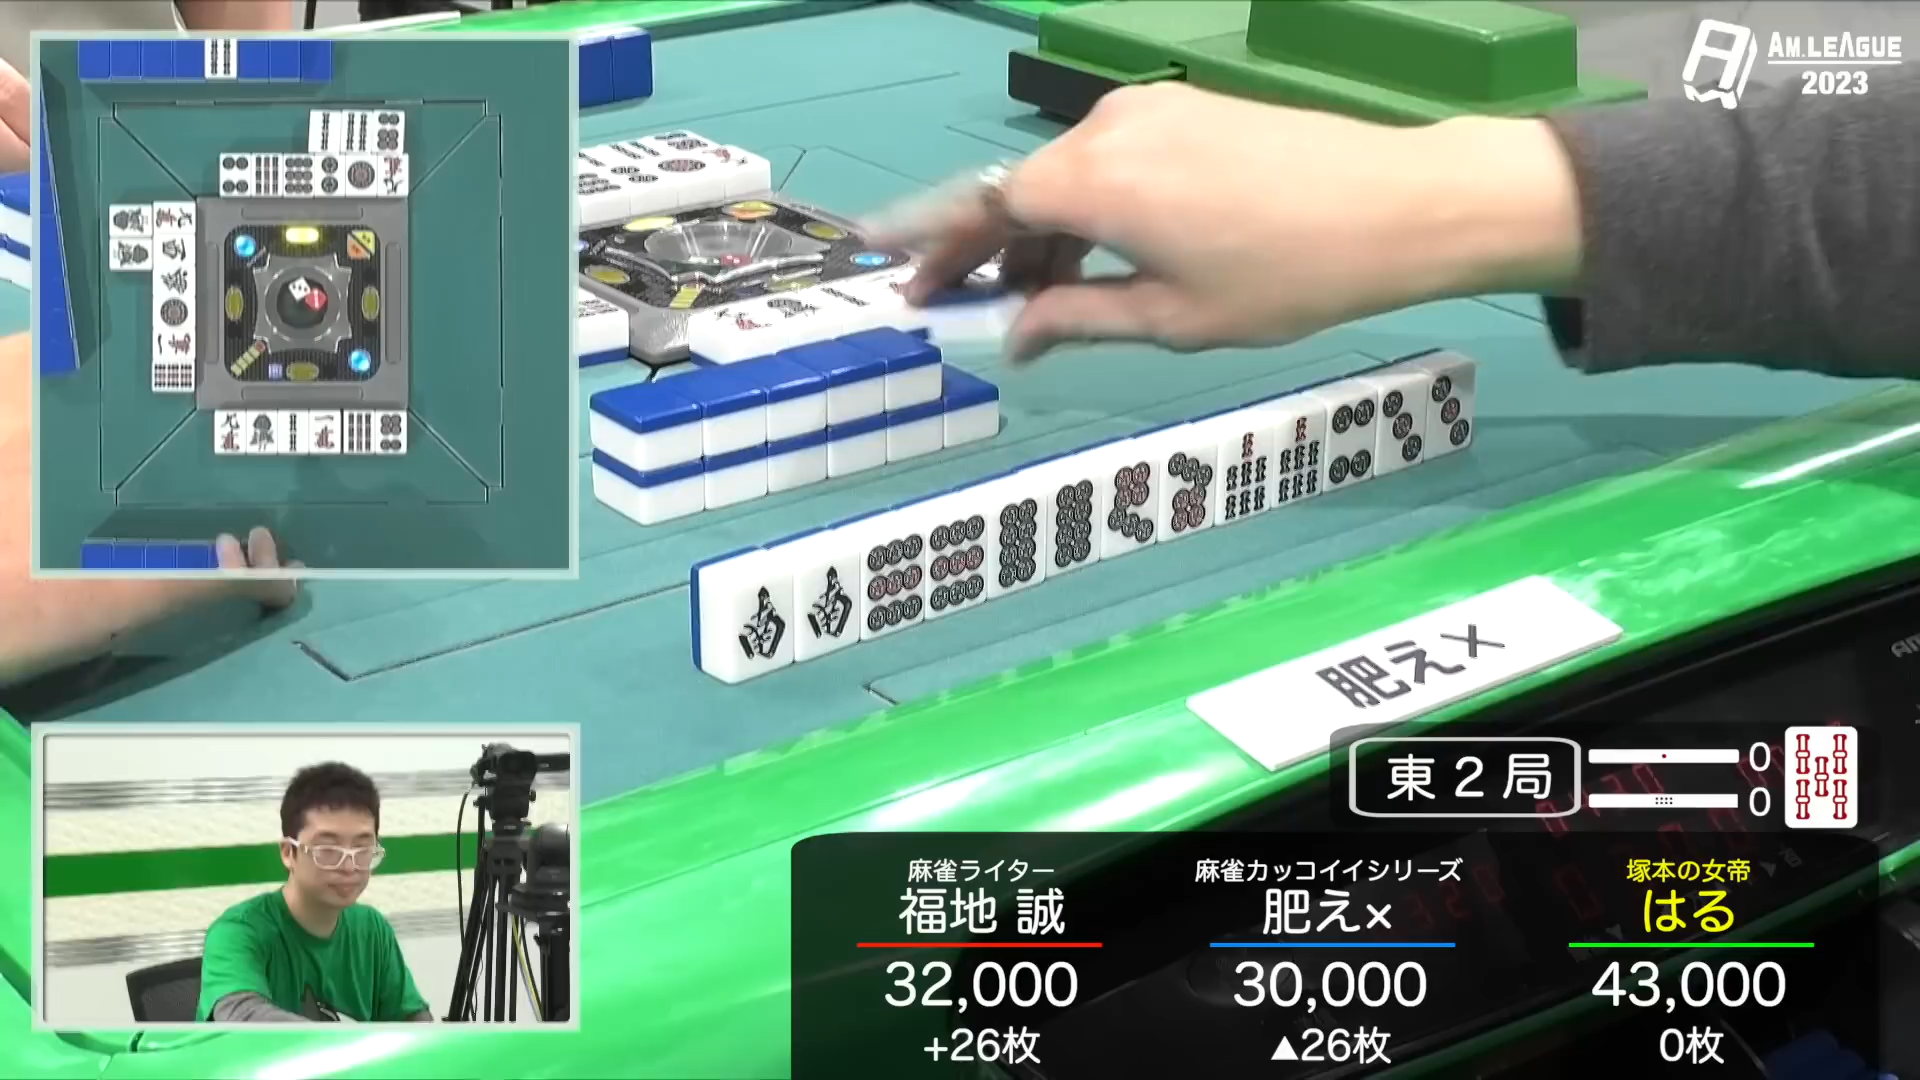 AM.LEAGUE
2023
南
南
肥え×
東2局
0
0
麻雀ライター
福地 誠
32,000
+26枚
麻雀カッコイイシリーズ
肥え×
30,000
▲26枚
塚本の女帝
はる
43,000
0枚